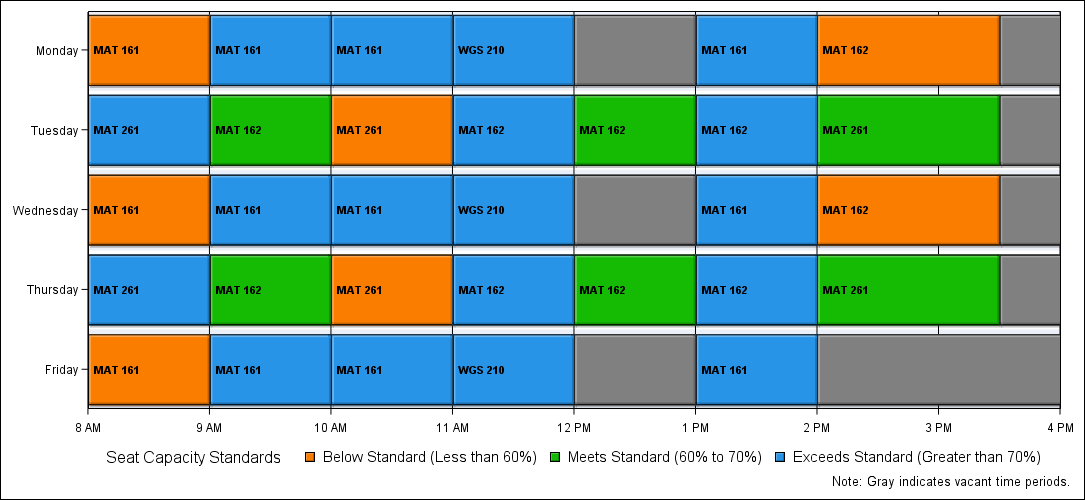 Monday MAT 161 MAT 161 MAT 161 WGS 210 MAT 161 MAT 162
Tuesday MAT 261 MAT 162 MAT 261 MAT 162 MAT 162 MAT 162 MAT 261
Wednesday MAT 161 MAT 161 MAT 161 WGS 210 MAT 161 MAT 162
Thursday MAT 261 MAT 162 MAT 261 MAT 162 MAT 162 MAT 162 MAT 261
Friday MAT 161 MAT 161 MAT 161 WGS 210 MAT 161
8 AM 9 AM 10 AM 11 AM 12 PM 1 PM 2 PM 3 PM 4 PM
Seat Capacity Standards Below Standard (Less than 60%) Meets Standard (60% to 70%) Exceeds Standard (Greater than 70%)
Note: Gray indicates vacant time periods.